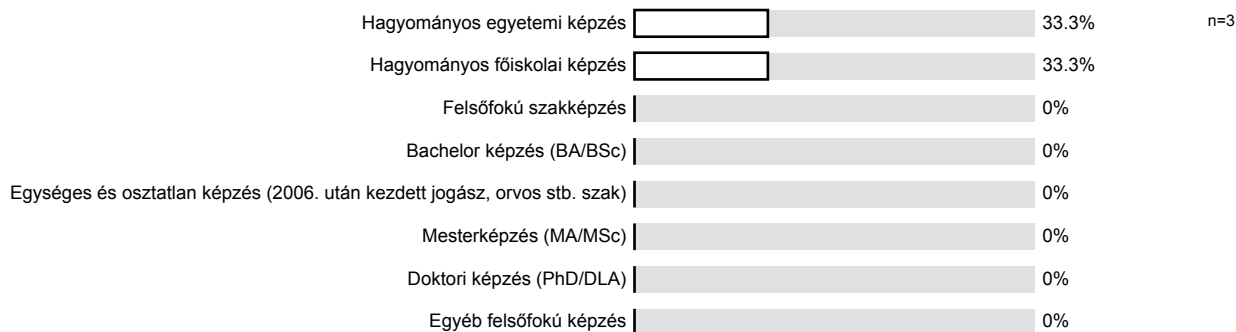 Hagyományos egyetemi képzés 33.3% n=3
Hagyományos főiskolai képzés 33.3%
Felsőfokú szakképzés 0%
Bachelor képzés (BA/BSc) 0%
Egységes és osztatlan képzés (2006. után kezdett jogász, orvos stb. szak) 0%
Mesterképzés (MA/MSc) 0%
Doktori képzés (PhD/DLA) 0%
Egyéb felsőfokú képzés 0%